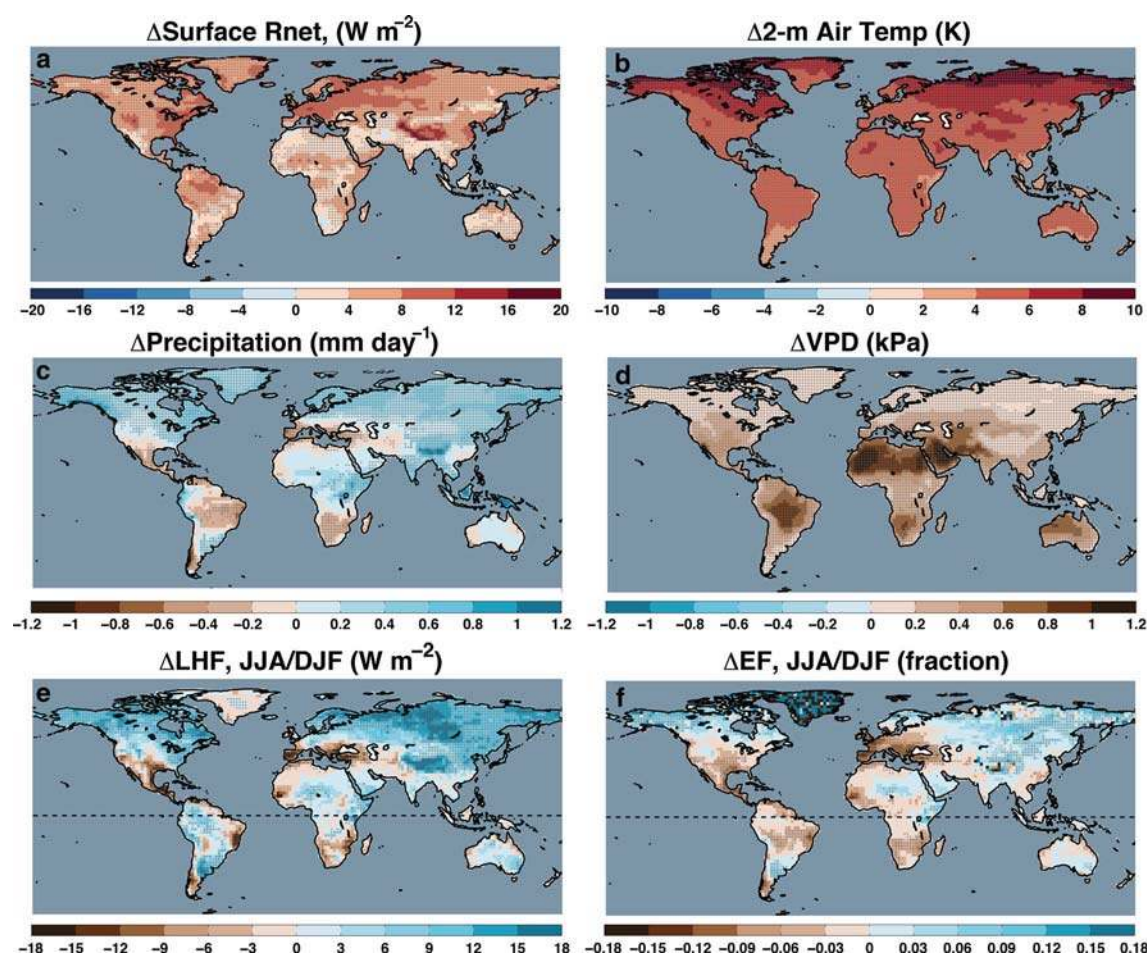 ΔSurface Rnet, (W m⁻²)
a
−20 −16 −12 −8 −4 0 4 8 12 16 20
Δ2-m Air Temp (K)
b
−10 −8 −6 −4 −2 0 2 4 6 8 10
ΔPrecipitation (mm day⁻¹)
c
−1.2 −1 −0.8 −0.6 −0.4 −0.2 0 0.2 0.4 0.6 0.8 1 1.2
ΔVPD (kPa)
d
−1.2 −1 −0.8 −0.6 −0.4 −0.2 0 0.2 0.4 0.6 0.8 1 1.2
ΔLHF, JJA/DJF (W m⁻²)
e
−18 −15 −12 −9 −6 −3 0 3 6 9 12 15 18
ΔEF, JJA/DJF (fraction)
f
−0.18 −0.15 −0.12 −0.09 −0.06 −0.03 0 0.03 0.06 0.09 0.12 0.15 0.18